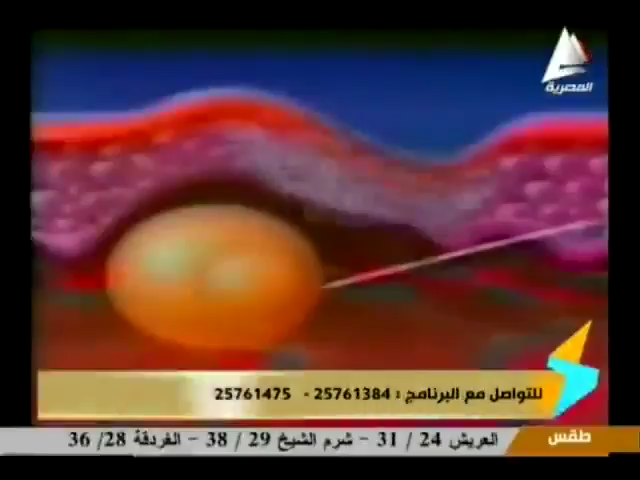 المصرية
للتواصل مع البرنامج : 25761384 - 25761475
طقس
العريش 24 / 31 - شرم الشيخ 29 / 38 - الغردقة 28/ 36